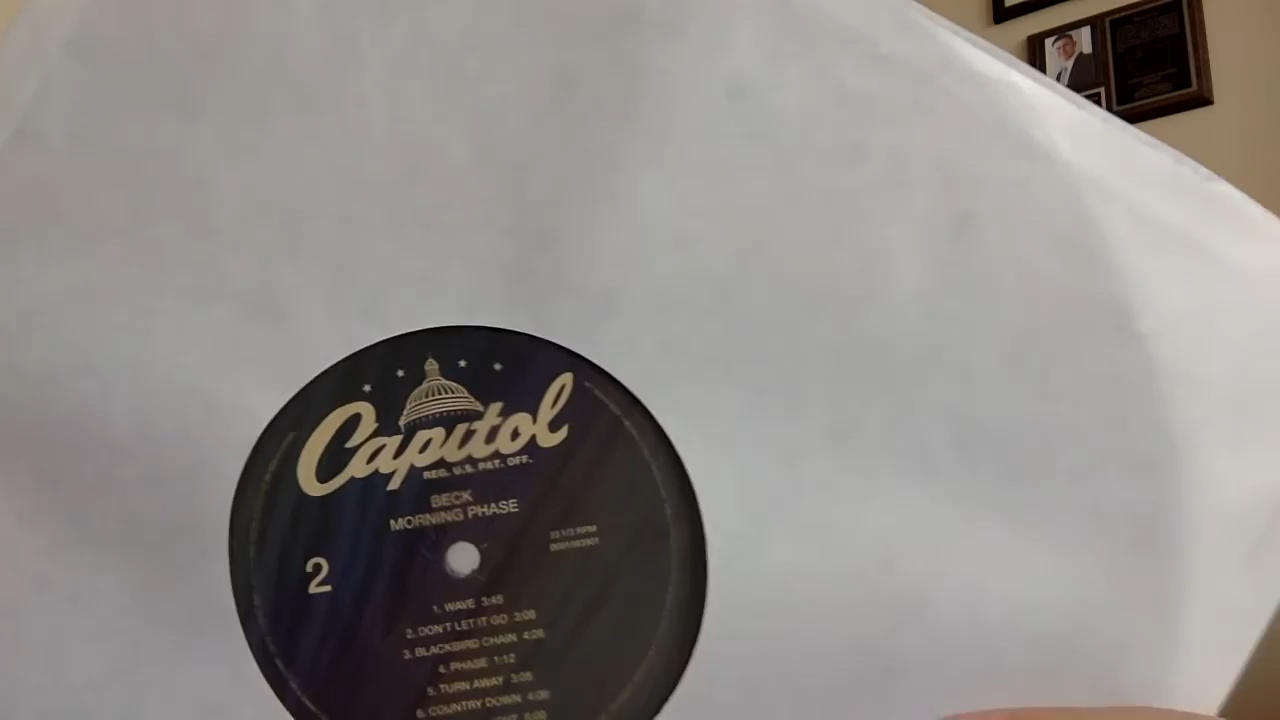 Capitol
REG. U.S. PAT. OFF.
BECK
MORNING PHASE
33 1/3 RPM
2
1. WAVE 3:45
2. DON'T LET IT GO 3:08
3. BLACKBIRD CHAIN 4:26
4. PHASE 1:12
5. TURN AWAY 3:05
6. COUNTRY DOWN 4:00